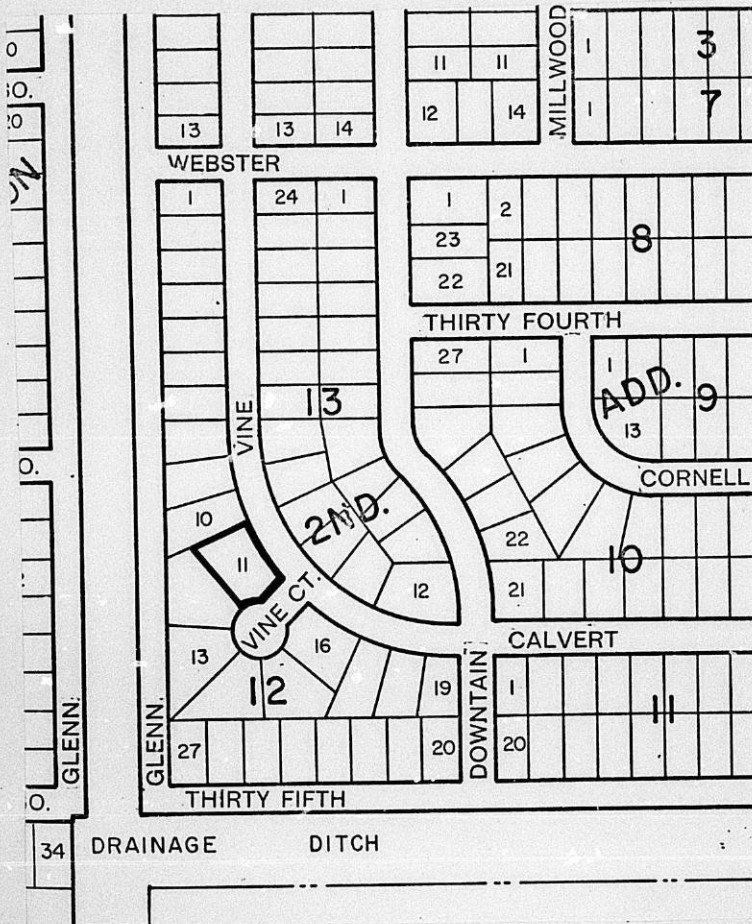 0
MILLWOOD
1
3
11
11
20
13
13
14
12
14
1
7
WEBSTER
1
24
1
1
2
23
8
22
21
THIRTY FOURTH
27
1
1
ADD.
9
13
13
VINE.
CORNELL
O.
10
2ND.
22
11
10
12
21
VINE CT.
CALVERT
16
13
12
19
1
11
DOWNTAIN
GLENN.
GLENN.
27
20
20
THIRTY FIFTH
O.
34
DRAINAGE DITCH